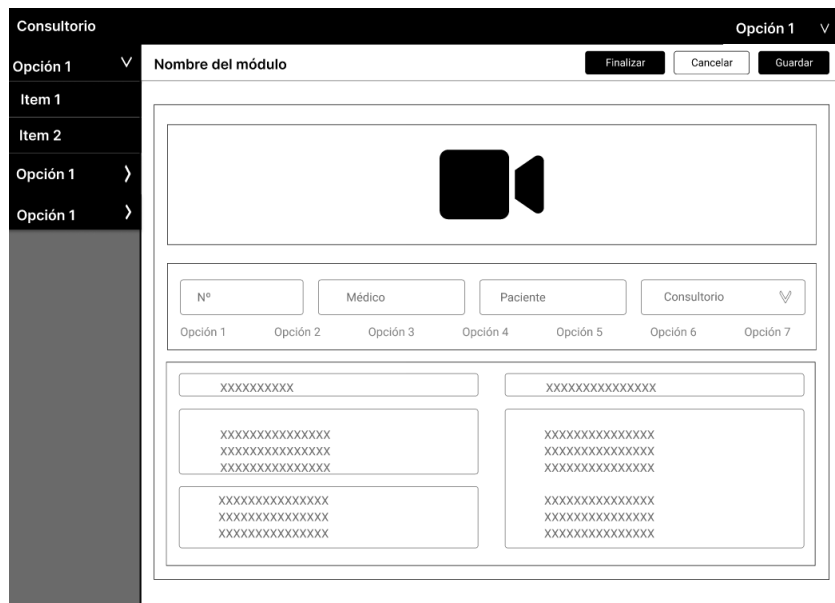 Consultorio
Opción 1
Opción 1
Nombre del módulo
Finalizar
Cancelar
Guardar
Item 1
Item 2
Opción 1
Opción 1
Nº
Médico
Paciente
Consultorio
Opción 1
Opción 2
Opción 3
Opción 4
Opción 5
Opción 6
Opción 7
XXXXXXXXXX
XXXXXXXXXXXXXXX
XXXXXXXXXXXXXXX
XXXXXXXXXXXXXXX
XXXXXXXXXXXXXXX
XXXXXXXXXXXXXXX
XXXXXXXXXXXXXXX
XXXXXXXXXXXXXXX
XXXXXXXXXXXXXXX
XXXXXXXXXXXXXXX
XXXXXXXXXXXXXXX
XXXXXXXXXXXXXXX
XXXXXXXXXXXXXXX
XXXXXXXXXXXXXXX